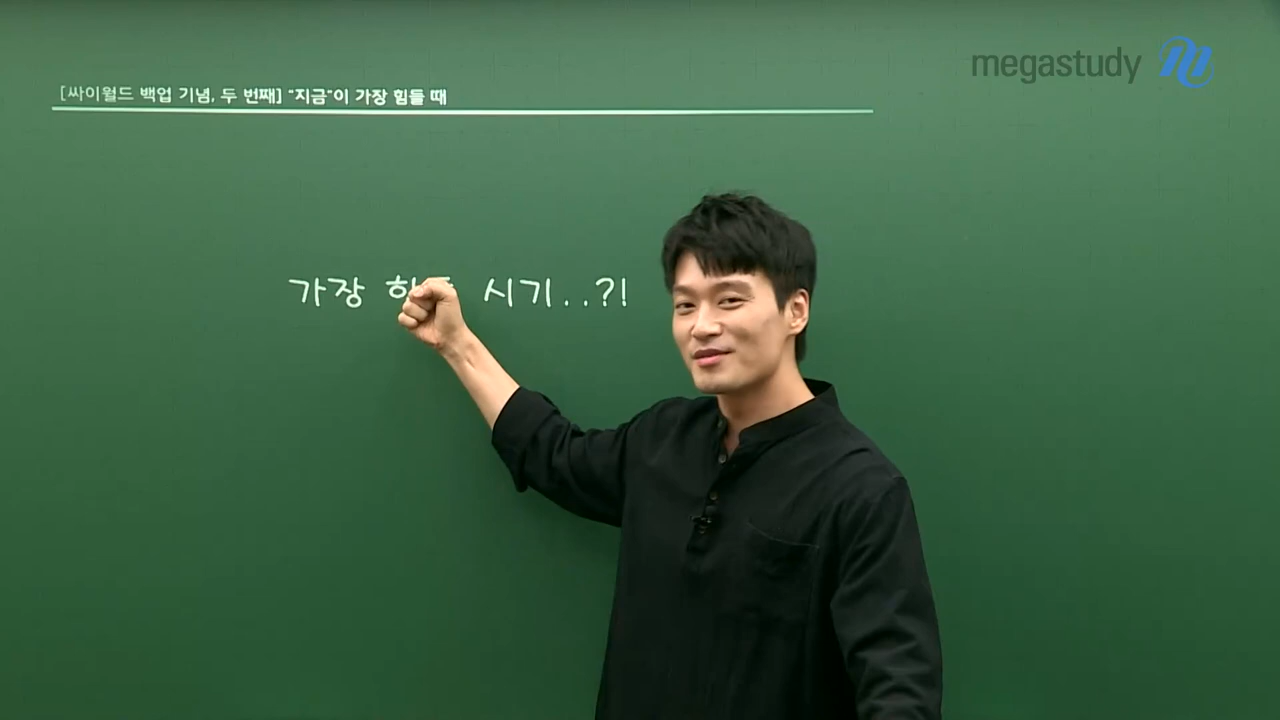 megastudy
[싸이월드 백업 기념, 두 번째] "지금"이 가장 힘들 때
가장 시기..?!